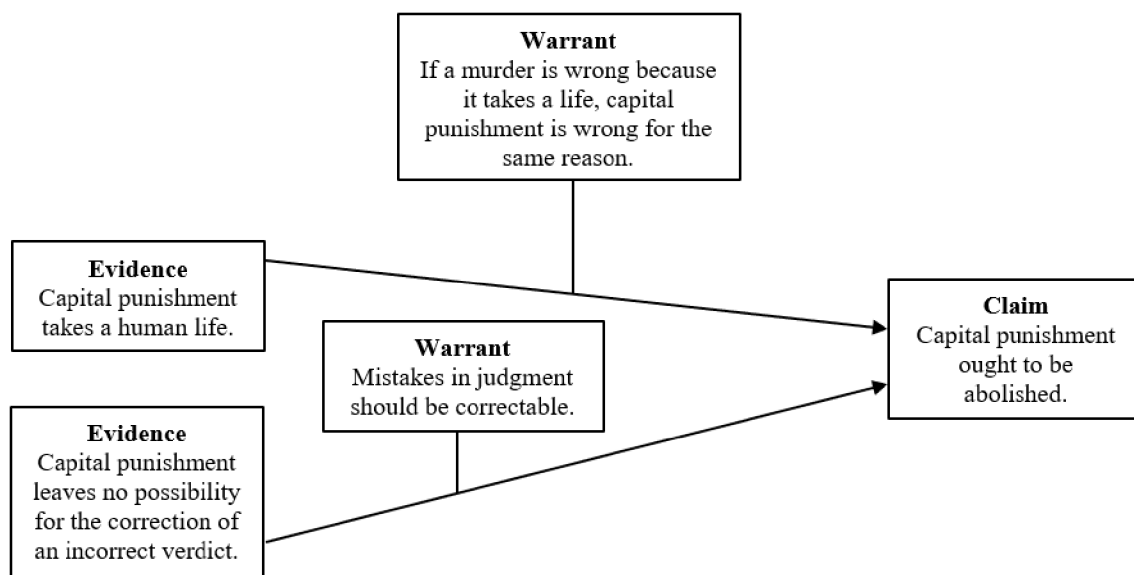 Warrant
If a murder is wrong because
it takes a life, capital
punishment is wrong for the
same reason.
Evidence
Capital punishment
takes a human life.
Warrant
Mistakes in judgment
should be correctable.
Claim
Capital punishment
ought to be
abolished.
Evidence
Capital punishment
leaves no possibility
for the correction of
an incorrect verdict.